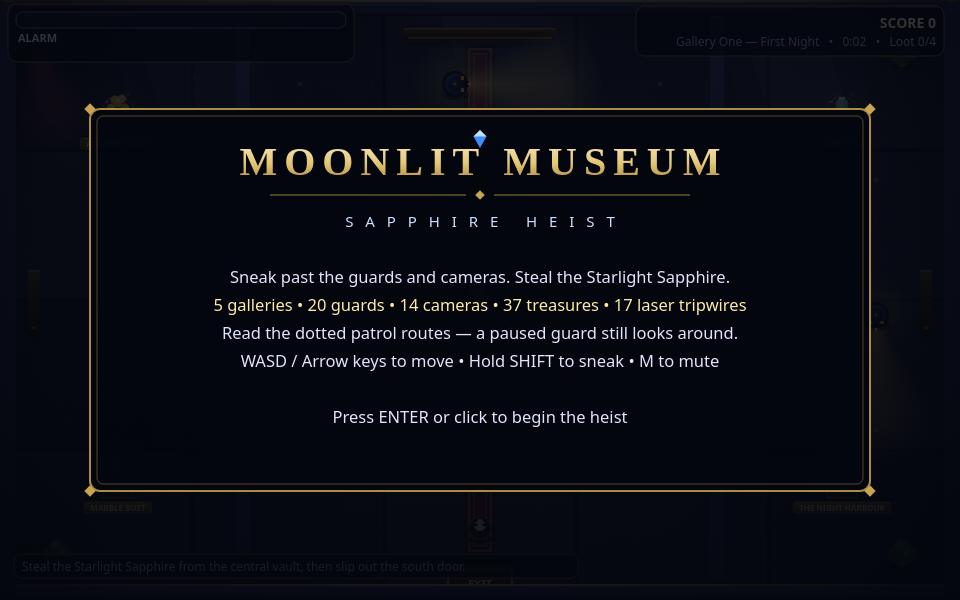 ALARM
SCORE 0
Gallery One — First Night • 0:02 • Loot 0/4
MOONLIT MUSEUM
SAPPHIRE HEIST
Sneak past the guards and cameras. Steal the Starlight Sapphire.
5 galleries • 20 guards • 14 cameras • 37 treasures • 17 laser tripwires
Read the dotted patrol routes — a paused guard still looks around.
WASD / Arrow keys to move • Hold SHIFT to sneak • M to mute
Press ENTER or click to begin the heist
MARBLE BUST
THE NIGHT HARBOUR
Steal the Starlight Sapphire from the central vault, then slip out the south door.
EXIT